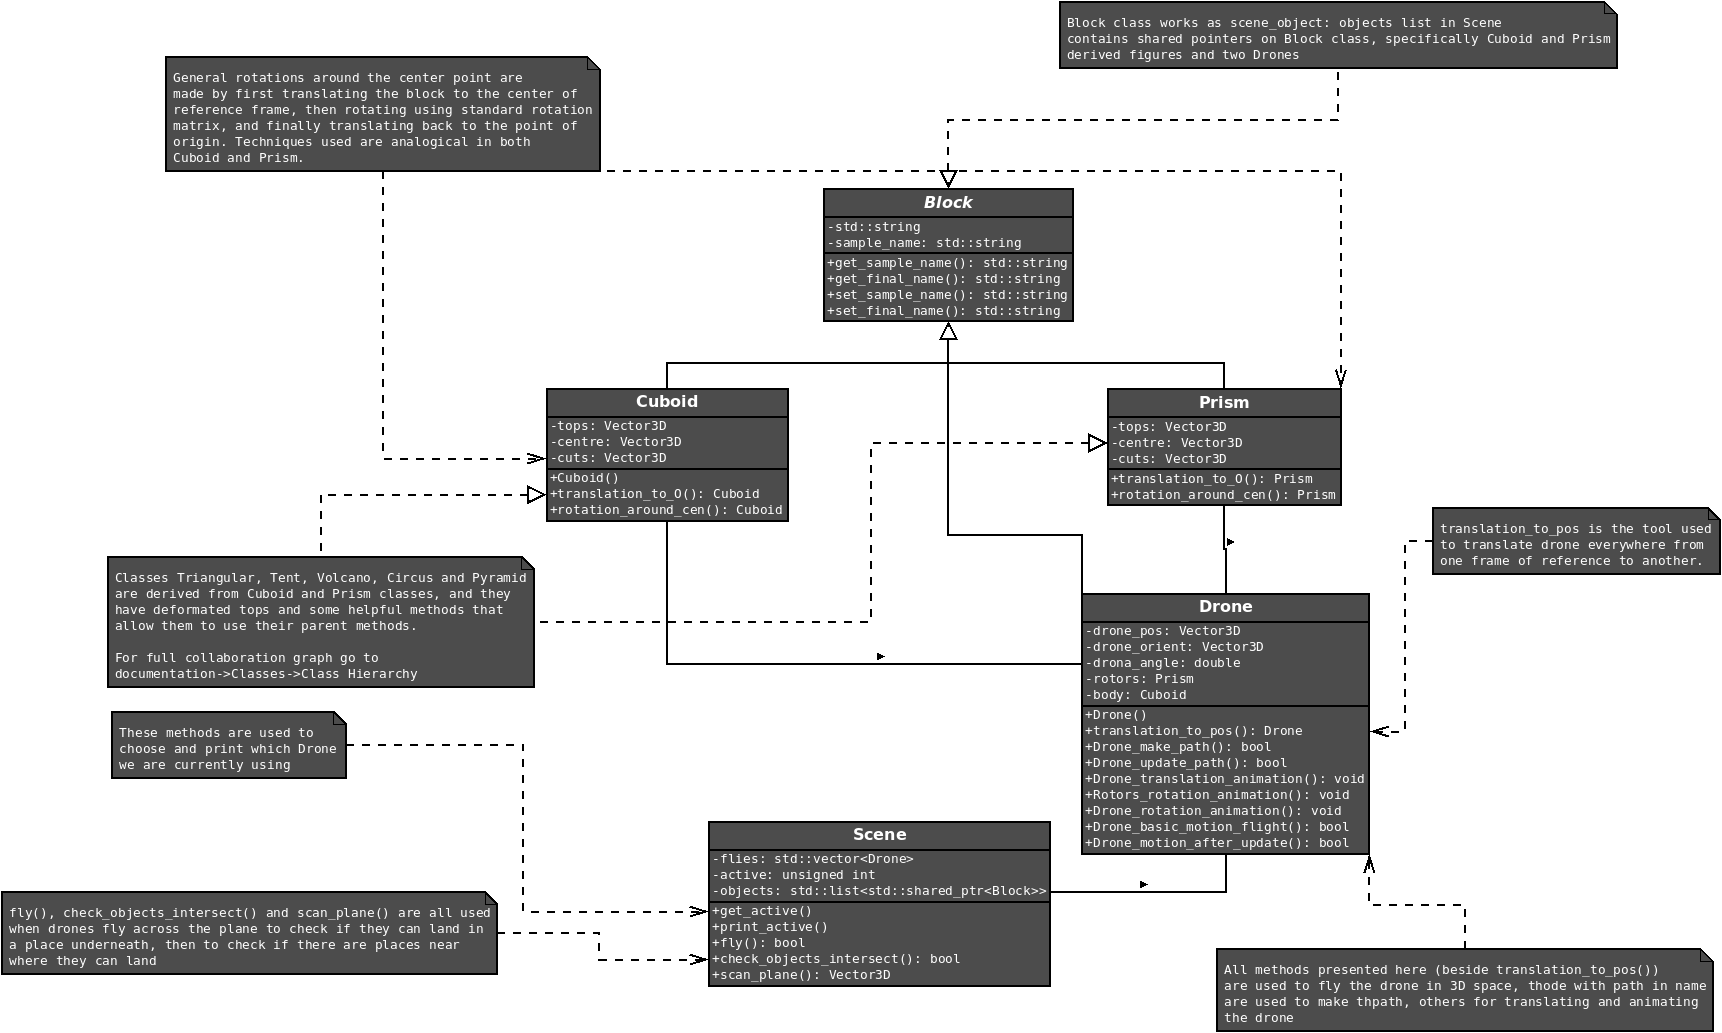 Block class works as scene_object: objects list in Scene
contains shared pointers on Block class, specifically Cuboid and Prism
derived figures and two Drones
General rotations around the center point are
made by first translating the block to the center of
reference frame, then rotating using standard rotation
matrix, and finally translating back to the point of
origin. Techniques used are analogical in both
Cuboid and Prism.
Block
-std::string
-sample_name: std::string
+get_sample_name(): std::string
+get_final_name(): std::string
+set_sample_name(): std::string
+set_final_name(): std::string
Cuboid
-tops: Vector3D
-centre: Vector3D
-cuts: Vector3D
+Cuboid()
+translation_to_O(): Cuboid
+rotation_around_cen(): Cuboid
Prism
-tops: Vector3D
-centre: Vector3D
-cuts: Vector3D
+translation_to_O(): Prism
+rotation_around_cen(): Prism
translation_to_pos is the tool used
to translate drone everywhere from
one frame of reference to another.
Classes Triangular, Tent, Volcano, Circus and Pyramid
are derived from Cuboid and Prism classes, and they
have deformated tops and some helpful methods that
allow them to use their parent methods.
For full collaboration graph go to
documentation->Classes->Class Hierarchy
Drone
-drone_pos: Vector3D
-drone_orient: Vector3D
-drona_angle: double
-rotors: Prism
-body: Cuboid
+Drone()
+translation_to_pos(): Drone
+Drone_make_path(): bool
+Drone_update_path(): bool
+Drone_translation_animation(): void
+Rotors_rotation_animation(): void
+Drone_rotation_animation(): void
+Drone_basic_motion_flight(): bool
+Drone_motion_after_update(): bool
These methods are used to
choose and print which Drone
we are currently using
Scene
-flies: std::vector<Drone>
-active: unsigned int
-objects: std::list<std::shared_ptr<Block>>
+get_active()
+print_active()
+fly(): bool
+check_objects_intersect(): bool
+scan_plane(): Vector3D
fly(), check_objects_intersect() and scan_plane() are all used
when drones fly across the plane to check if they can land in
a place underneath, then to check if there are places near
where they can land
All methods presented here (beside translation_to_pos())
are used to fly the drone in 3D space, thode with path in name
are used to make thpath, others for translating and animating
the drone